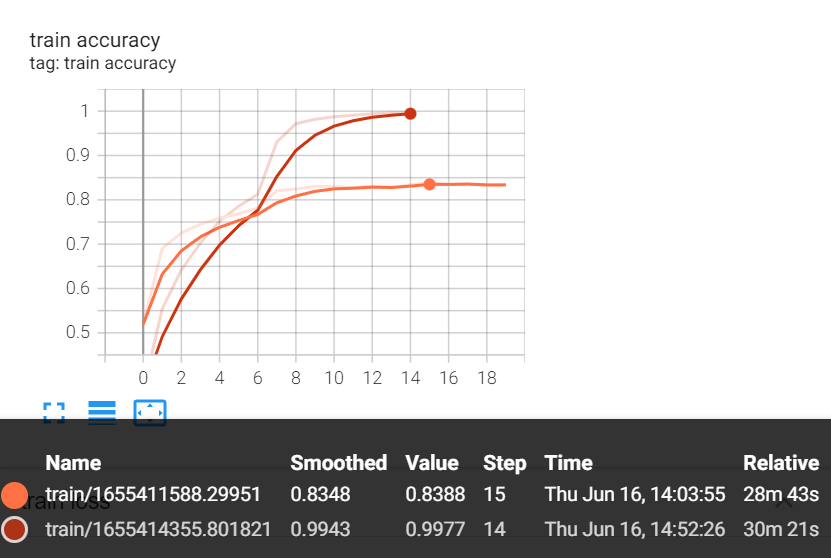 train accuracy
tag: train accuracy
1
0.9
0.8
0.7
0.6
0.5
0 2 4 6 8 10 12 14 16 18
Name Smoothed Value Step Time Relative
train/1655411588.29951 0.8348 0.8388 15 Thu Jun 16, 14:03:55 28m 43s
train loss
train/1655414355.801821 0.9943 0.9977 14 Thu Jun 16, 14:52:26 30m 21s